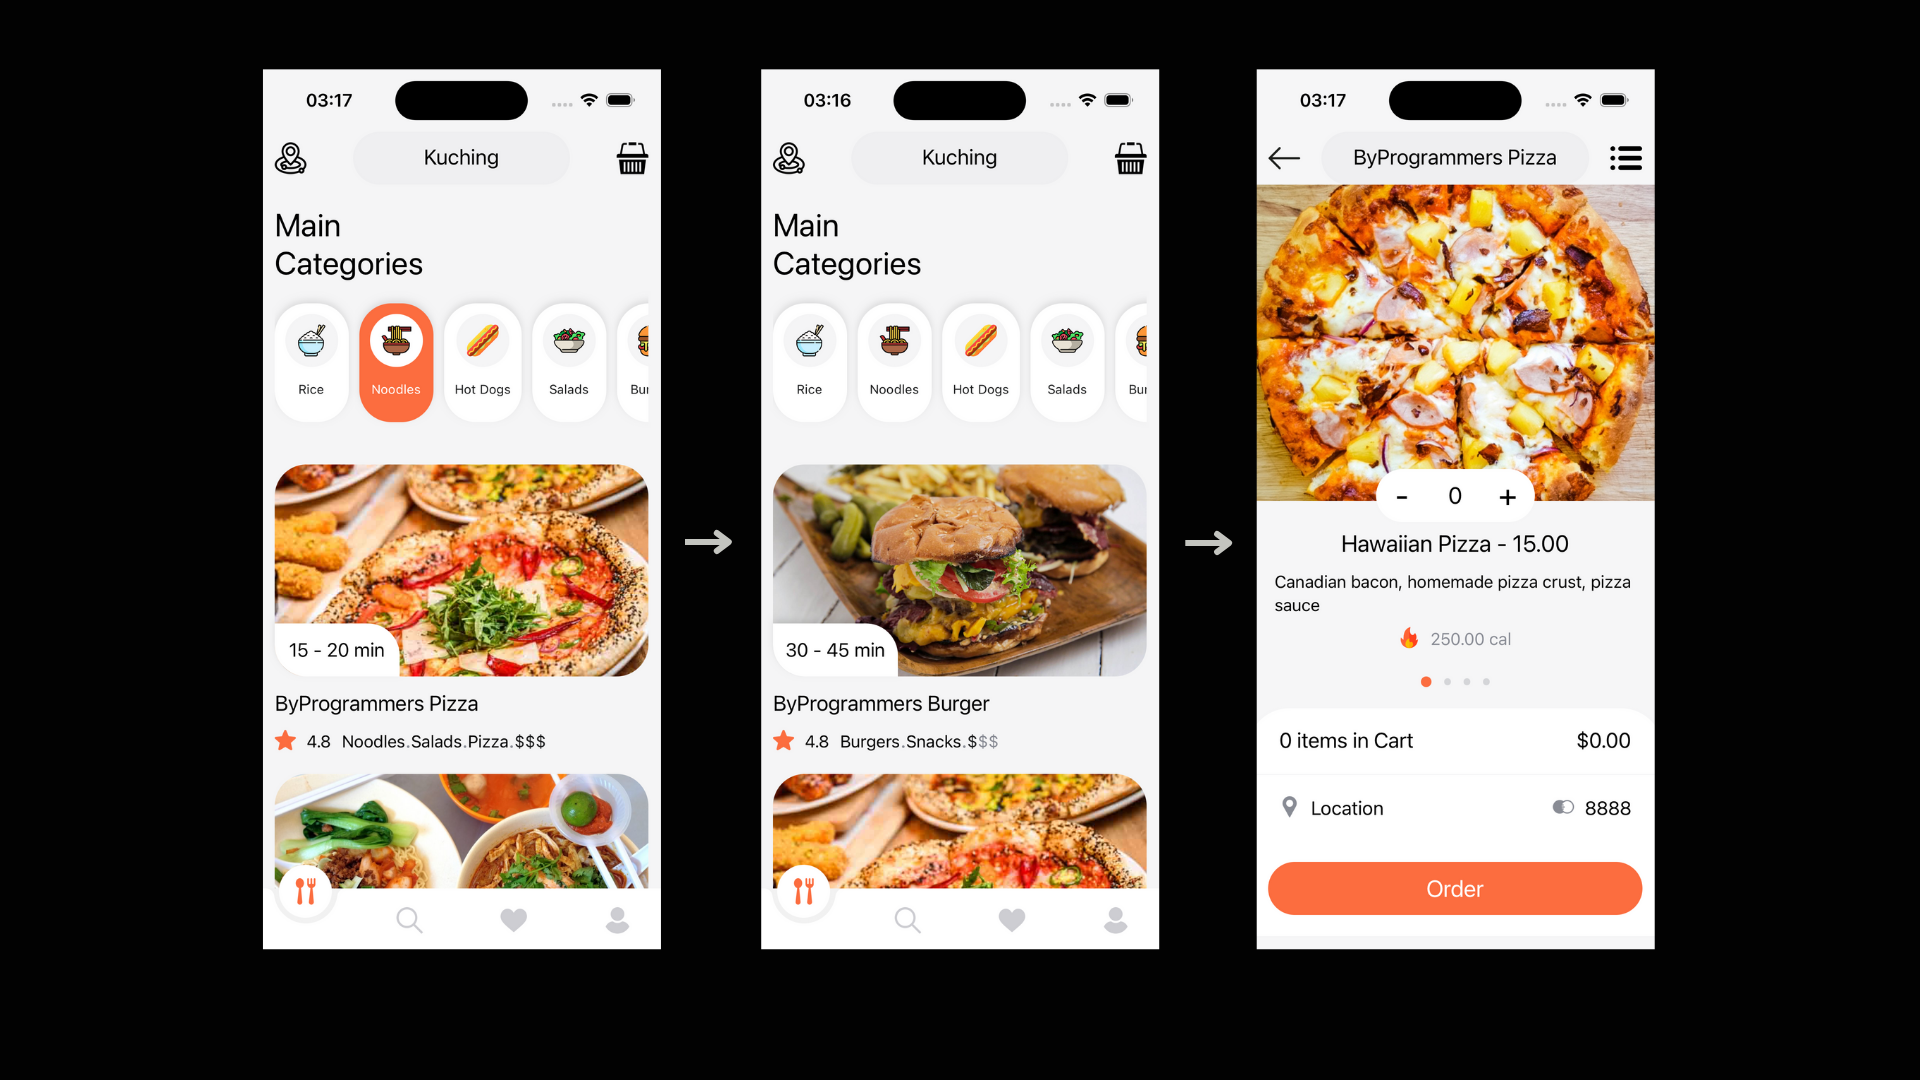 03:17
Kuching
Main
Categories
Rice
Noodles
Hot Dogs
Salads
Bur
15 - 20 min
ByProgrammers Pizza
4.8 Noodles.Salads.Pizza.$$$
03:16
Kuching
Main
Categories
Rice
Noodles
Hot Dogs
Salads
Bur
30 - 45 min
ByProgrammers Burger
4.8 Burgers.Snacks.$$$
03:17
ByProgrammers Pizza
- 0 +
Hawaiian Pizza - 15.00
Canadian bacon, homemade pizza crust, pizza
sauce
250.00 cal
0 items in Cart $0.00
Location 8888
Order